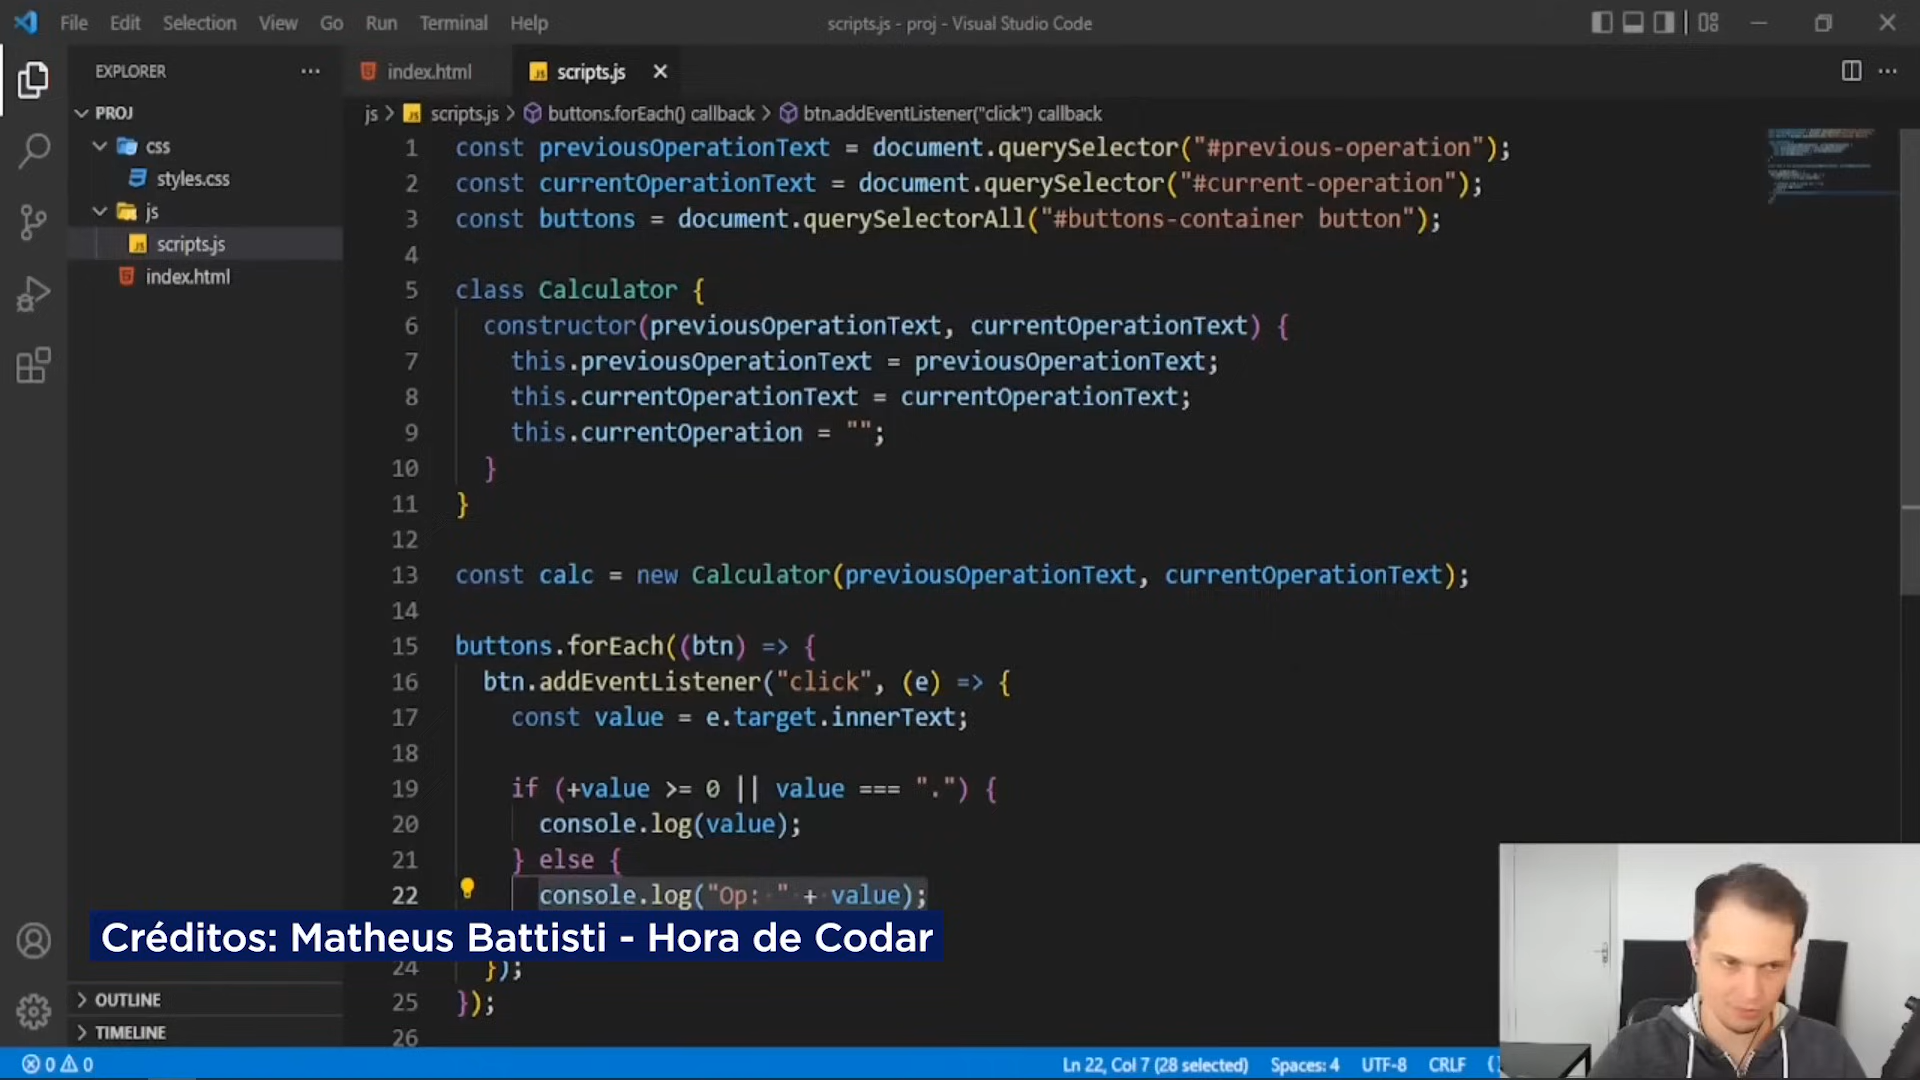 File Edit Selection View Go Run Terminal Help
scripts.js - proj - Visual Studio Code
EXPLORER
index.html
JS scripts.js
PROJ
css
styles.css
js
JS scripts.js
index.html
js > JS scripts.js > buttons.forEach() callback > btn.addEventListener("click") callback
1 const previousOperationText = document.querySelector("#previous-operation");
2 const currentOperationText = document.querySelector("#current-operation");
3 const buttons = document.querySelectorAll("#buttons-container button");
4
5 class Calculator {
6 constructor(previousOperationText, currentOperationText) {
7 this.previousOperationText = previousOperationText;
8 this.currentOperationText = currentOperationText;
9 this.currentOperation = "";
10 }
11 }
12
13 const calc = new Calculator(previousOperationText, currentOperationText);
14
15 buttons.forEach((btn) => {
16 btn.addEventListener("click", (e) => {
17 const value = e.target.innerText;
18
19 if (+value >= 0 || value === ".") {
20 console.log(value);
21 } else {
22 console.log("Op: " + value);
Créditos: Matheus Battisti - Hora de Codar
24 });
25 });
26
OUTLINE
TIMELINE
0 0
Ln 22, Col 7 (28 selected) Spaces: 4 UTF-8 CRLF